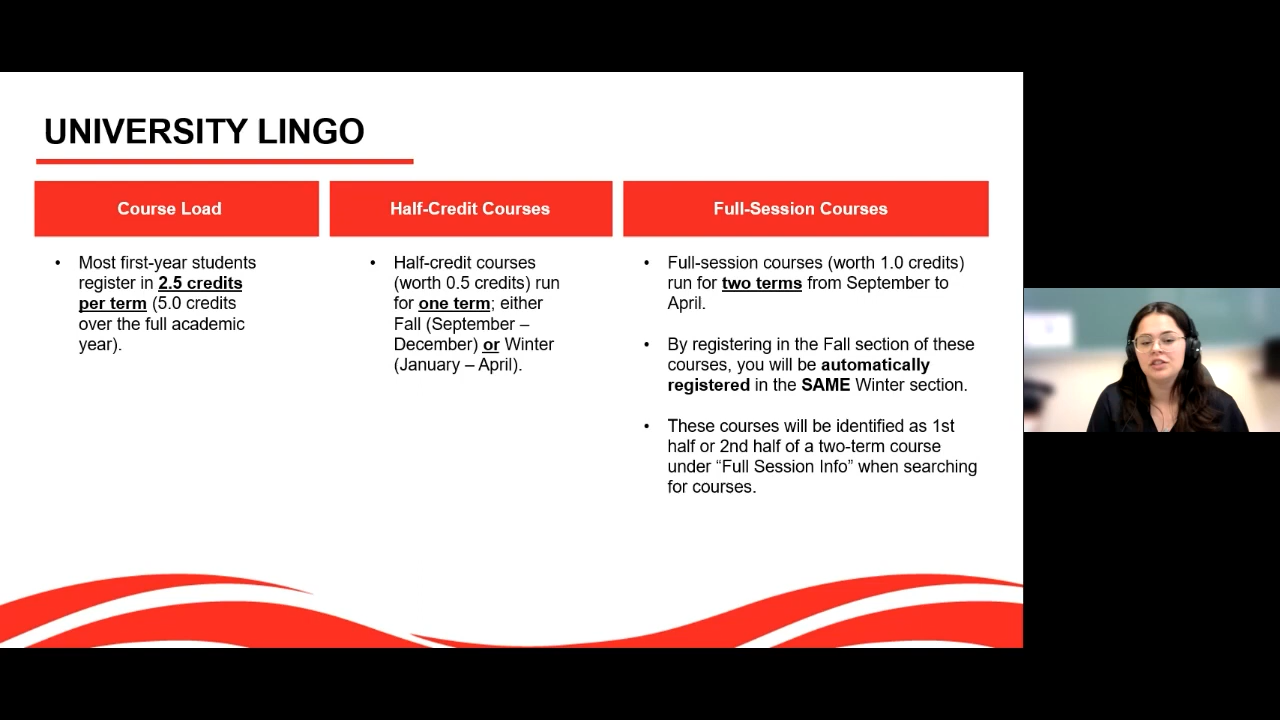 UNIVERSITY LINGO
Course Load
• Most first-year students
register in 2.5 credits
per term (5.0 credits
over the full academic
year).
Half-Credit Courses
• Half-credit courses
(worth 0.5 credits) run
for one term; either
Fall (September –
December) or Winter
(January – April).
Full-Session Courses
• Full-session courses (worth 1.0 credits)
run for two terms from September to
April.
• By registering in the Fall section of these
courses, you will be automatically
registered in the SAME Winter section.
• These courses will be identified as 1st
half or 2nd half of a two-term course
under “Full Session Info” when searching
for courses.